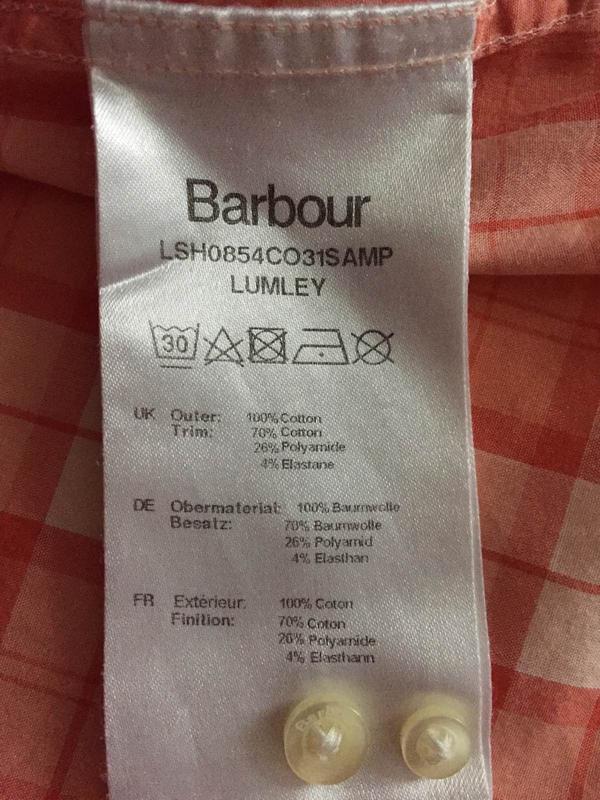 Barbour
LSH0854CO31SAMP
LUMLEY
30
UK Outer: 100% Cotton
Trim: 70% Cotton
26% Polyamide
4% Elastane
DE Obermaterial: 100% Baumwolle
Besatz: 70% Baumwolle
26% Polyamid
4% Elasthan
FR Extérieur: 100% Coton
Finition: 70% Coton
26% Polyamide
4% Elasthann